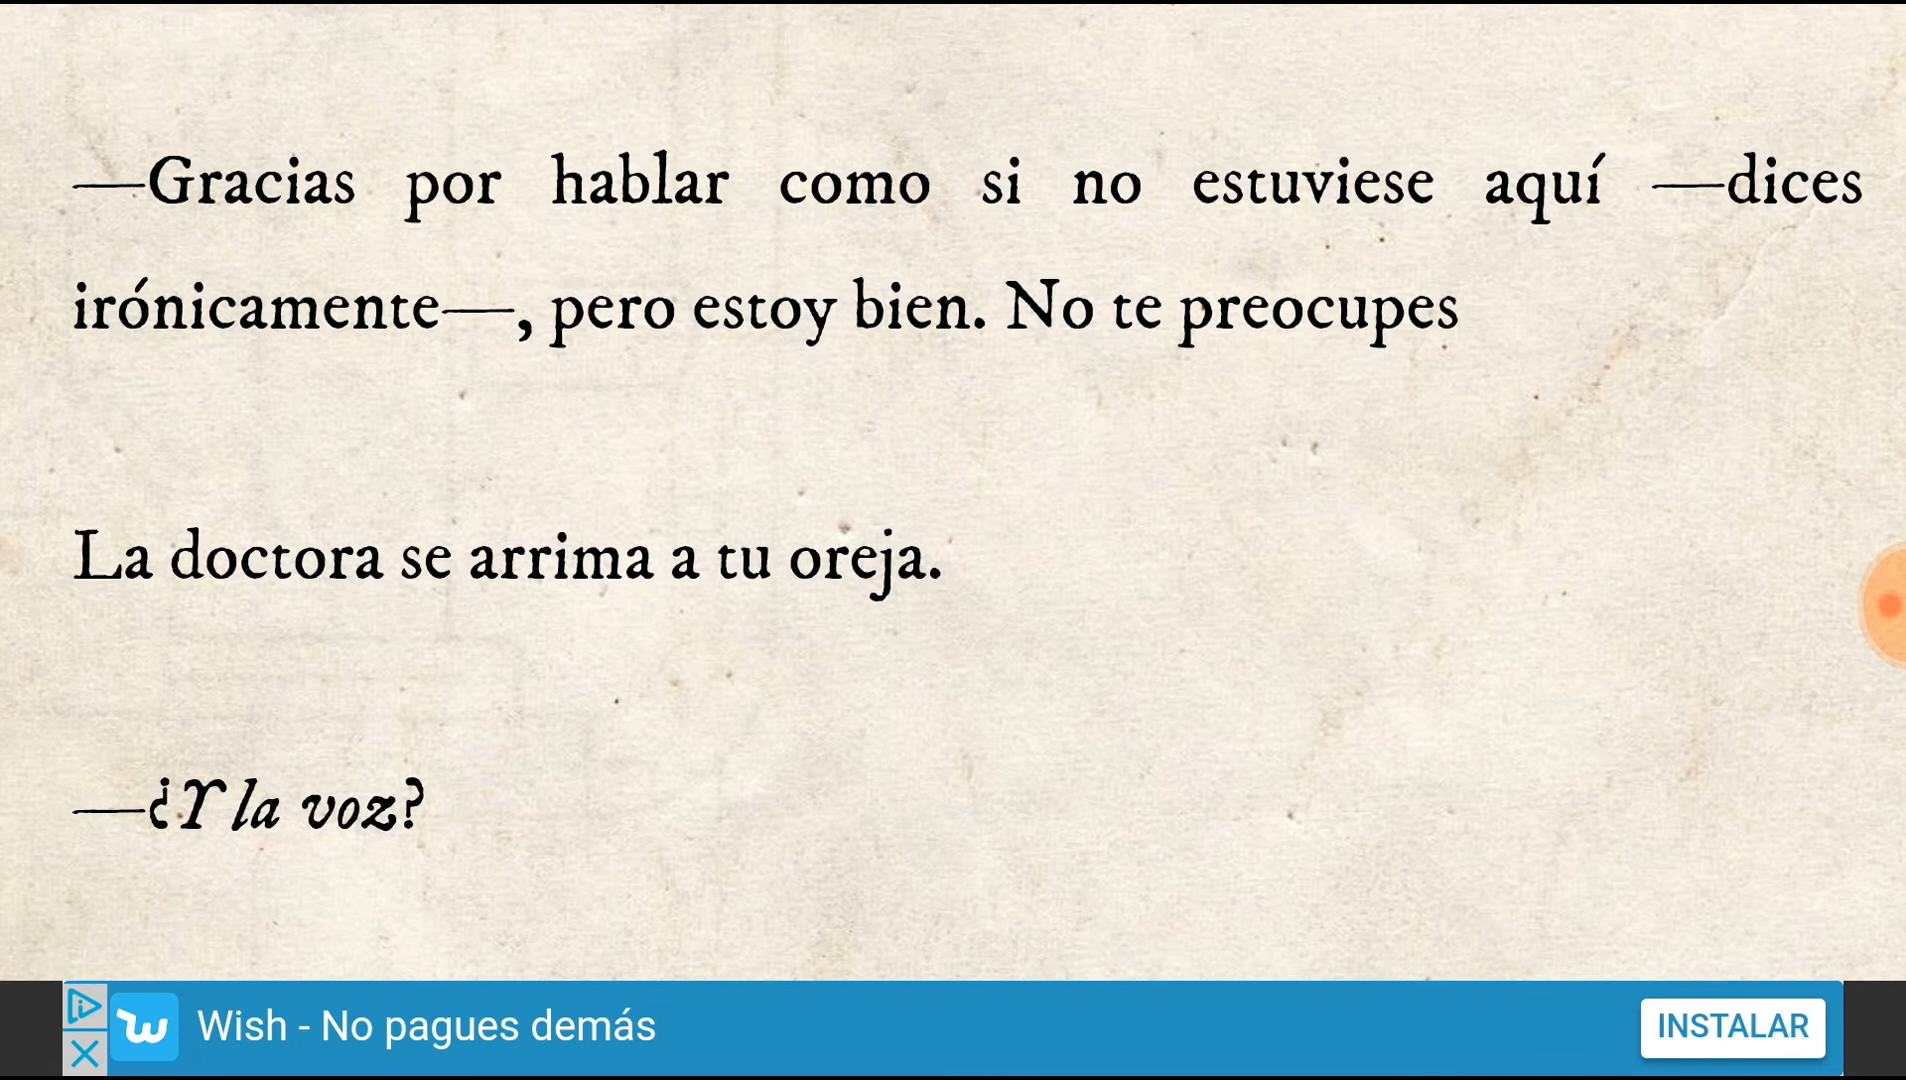 —Gracias por hablar como si no estuviese aquí —dices
irónicamente—, pero estoy bien. No te preocupes
La doctora se arrima a tu oreja.
—¿Y la voz?
Wish - No pagues demás
INSTALAR